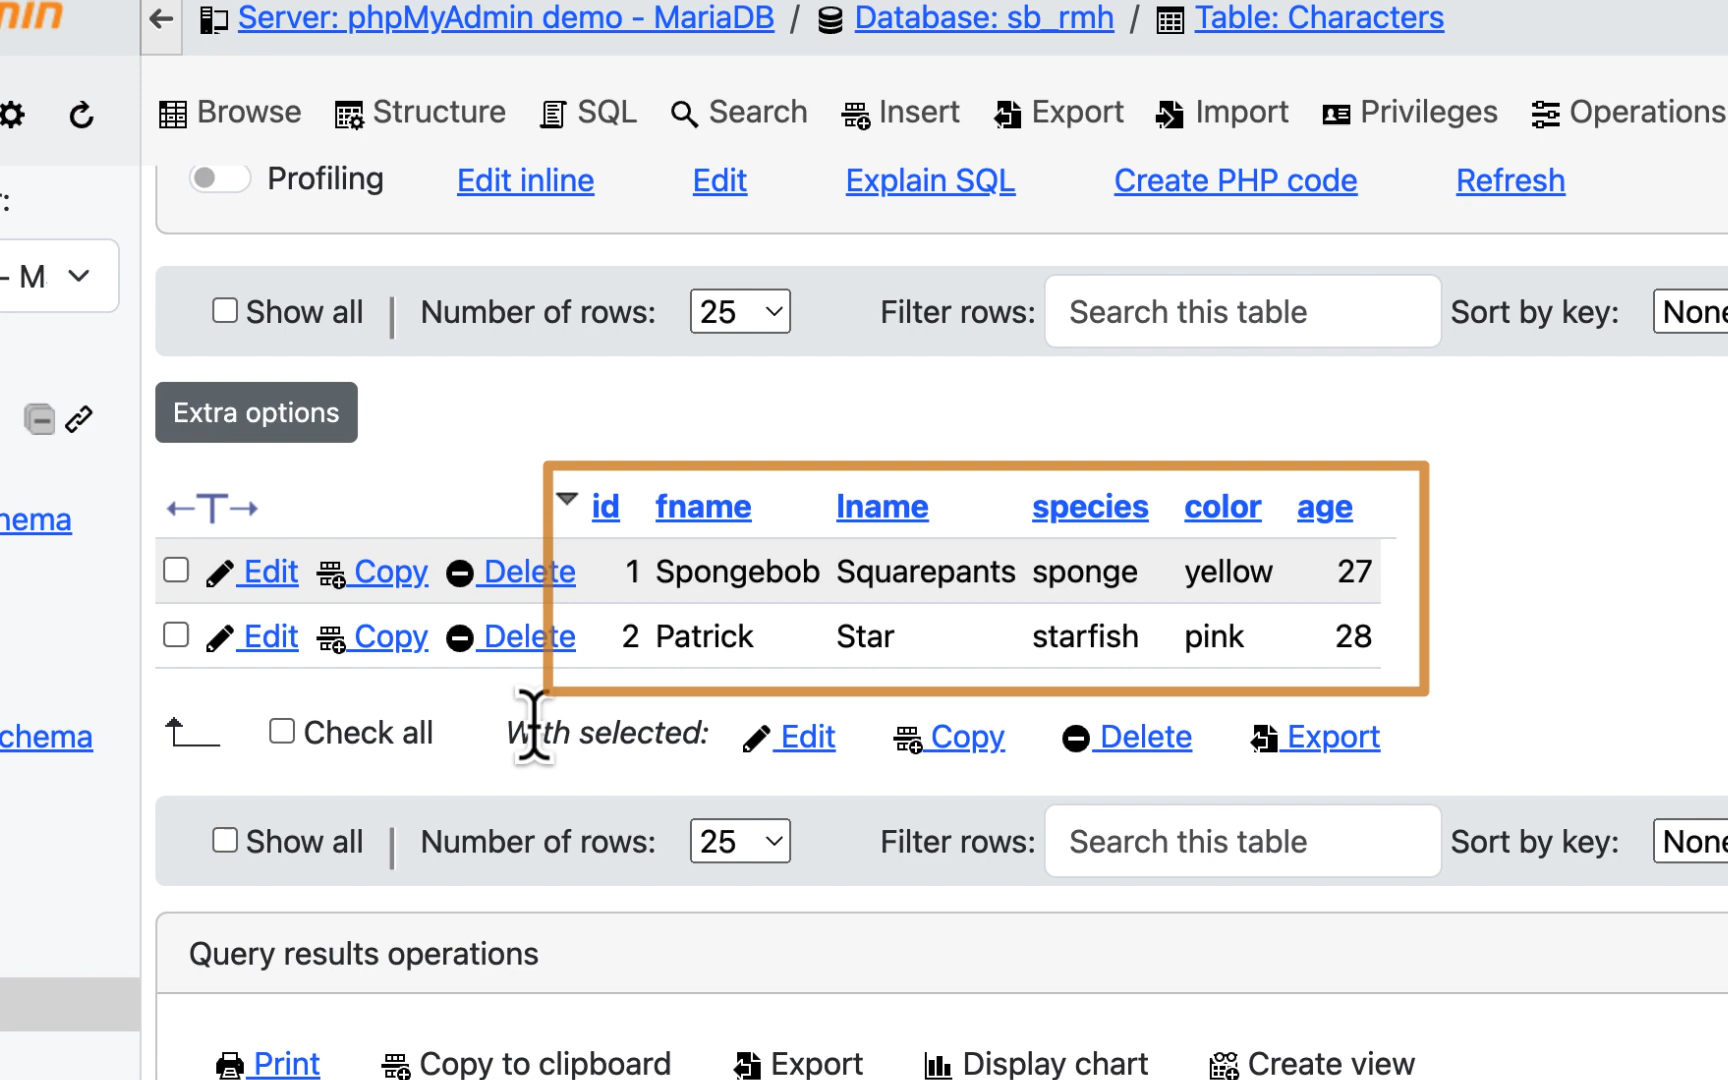 Server: phpMyAdmin demo - MariaDB / Database: sb_rmh / Table: Characters
Browse Structure SQL Search Insert Export Import Privileges Operations
Profiling Edit inline Edit Explain SQL Create PHP code Refresh
- M
Show all | Number of rows: 25 Filter rows: Search this table Sort by key: None
Extra options
id fname lname species color age
hema
Edit Copy Delete 1 Spongebob Squarepants sponge yellow 27
Edit Copy Delete 2 Patrick Star starfish pink 28
chema
Check all With selected: Edit Copy Delete Export
Show all | Number of rows: 25 Filter rows: Search this table Sort by key: None
Query results operations
Print Copy to clipboard Export Display chart Create view